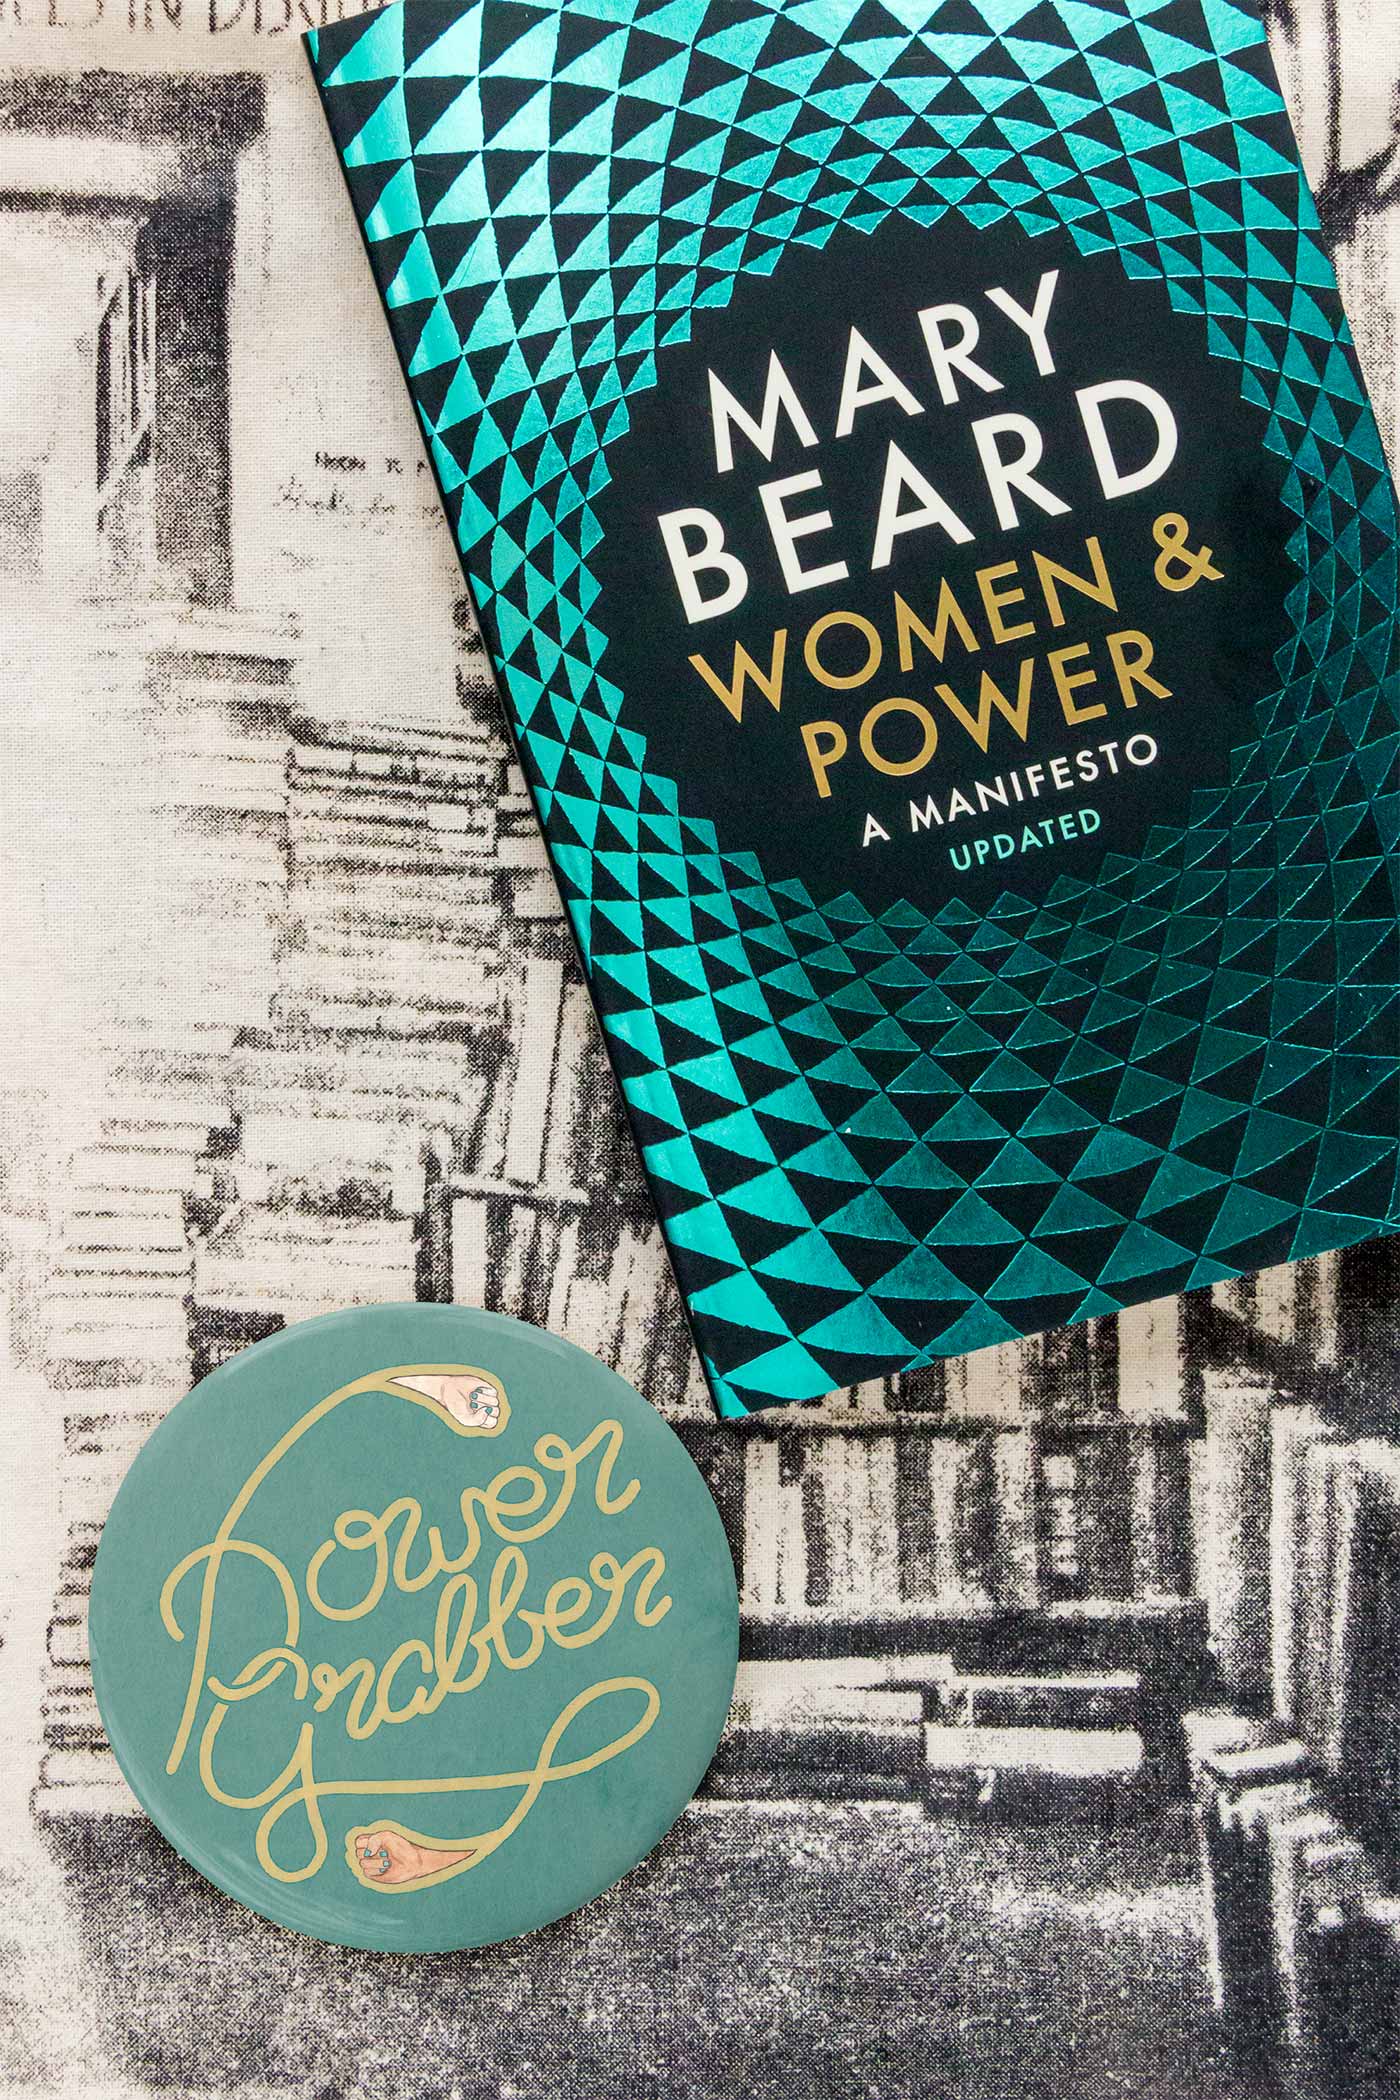 MARY
BEARD
WOMEN &
POWER
A MANIFESTO
UPDATED
Power
Grabber